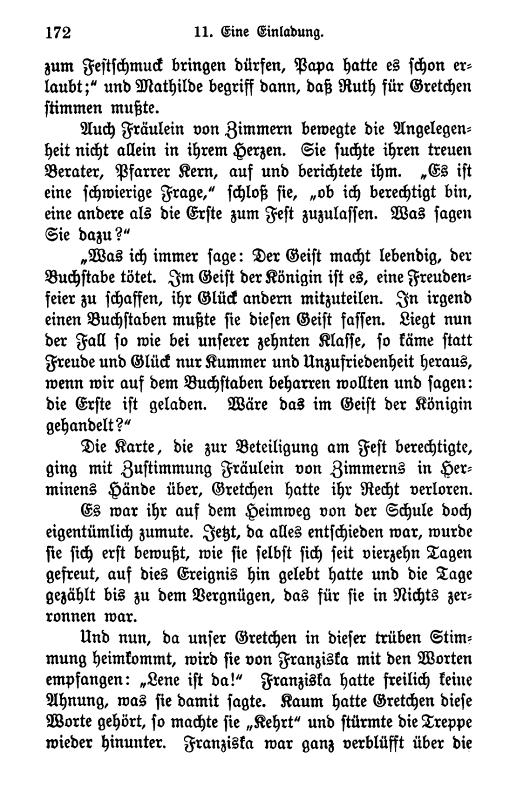 172 11. Eine Einladung.
zum Feſtſchmuck bringen dürfen, Papa hatte es ſchon er-
laubt;“ und Mathilde begriff dann, daß Ruth für Gretchen
ſtimmen mußte.
Auch Fräulein von Zimmern bewegte die Angelegen-
heit nicht allein in ihrem Herzen. Sie ſuchte ihren treuen
Berater, Pfarrer Kern, auf und berichtete ihm. „Es iſt
eine ſchwierige Frage,“ ſchloß ſie, „ob ich berechtigt bin,
eine andere als die Erſte zum Feſt zuzulaſſen. Was ſagen
Sie dazu?“
„Was ich immer ſage: Der Geiſt macht lebendig, der
Buchſtabe tötet. Im Geiſt der Königin iſt es, eine Freuden-
feier zu ſchaffen, ihr Glück andern mitzuteilen. In irgend
einen Buchſtaben mußte ſie dieſen Geiſt faſſen. Liegt nun
der Fall ſo wie bei unſerer zehnten Klaſſe, ſo käme ſtatt
Freude und Glück nur Kummer und Unzufriedenheit heraus,
wenn wir auf dem Buchſtaben beharren wollten und ſagen:
die Erſte iſt geladen. Wäre das im Geiſt der Königin
gehandelt?“
Die Karte, die zur Beteiligung am Feſt berechtigte,
ging mit Zuſtimmung Fräulein von Zimmerns in Her-
minens Hände über, Gretchen hatte ihr Recht verloren.
Es war ihr auf dem Heimweg von der Schule doch
eigentümlich zumute. Jetzt, da alles entſchieden war, wurde
ſie ſich erſt bewußt, wie ſie ſelbſt ſich ſeit vierzehn Tagen
gefreut, auf dies Ereignis hin gelebt hatte und die Tage
gezählt bis zu dem Vergnügen, das für ſie in Nichts zer-
ronnen war.
Und nun, da unſer Gretchen in dieſer trüben Stim-
mung heimkommt, wird ſie von Franziska mit den Worten
empfangen: „Lene iſt da!“ Franziska hatte freilich keine
Ahnung, was ſie damit ſagte. Kaum hatte Gretchen dieſe
Worte gehört, ſo machte ſie „Kehrt“ und ſtürmte die Treppe
wieder hinunter. Franziska war ganz verblüfft über die